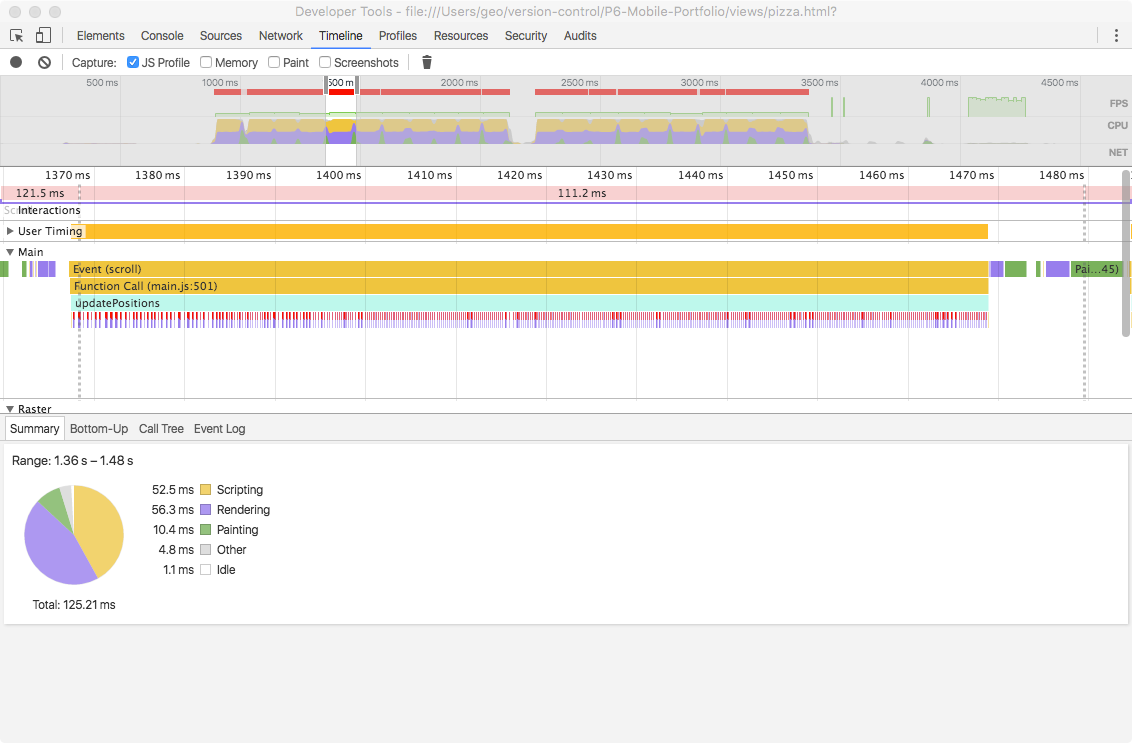 Developer Tools - file:///Users/geo/version-control/P6-Mobile-Portfolio/views/pizza.html?
Elements Console Sources Network Timeline Profiles Resources Security Audits
Capture: JS Profile Memory Paint Screenshots
500 ms 1000 ms 500 m 2000 ms 2500 ms 3000 ms 3500 ms 4000 ms 4500 ms
FPS
CPU
NET
1370 ms 1380 ms 1390 ms 1400 ms 1410 ms 1420 ms 1430 ms 1440 ms 1450 ms 1460 ms 1470 ms 1480 ms
121.5 ms 111.2 ms
Interactions
User Timing
Main
Event (scroll) Pai…45)
Function Call (main.js:501)
updatePositions
Raster
Summary Bottom-Up Call Tree Event Log
Range: 1.36 s – 1.48 s
52.5 ms Scripting
56.3 ms Rendering
10.4 ms Painting
4.8 ms Other
1.1 ms Idle
Total: 125.21 ms